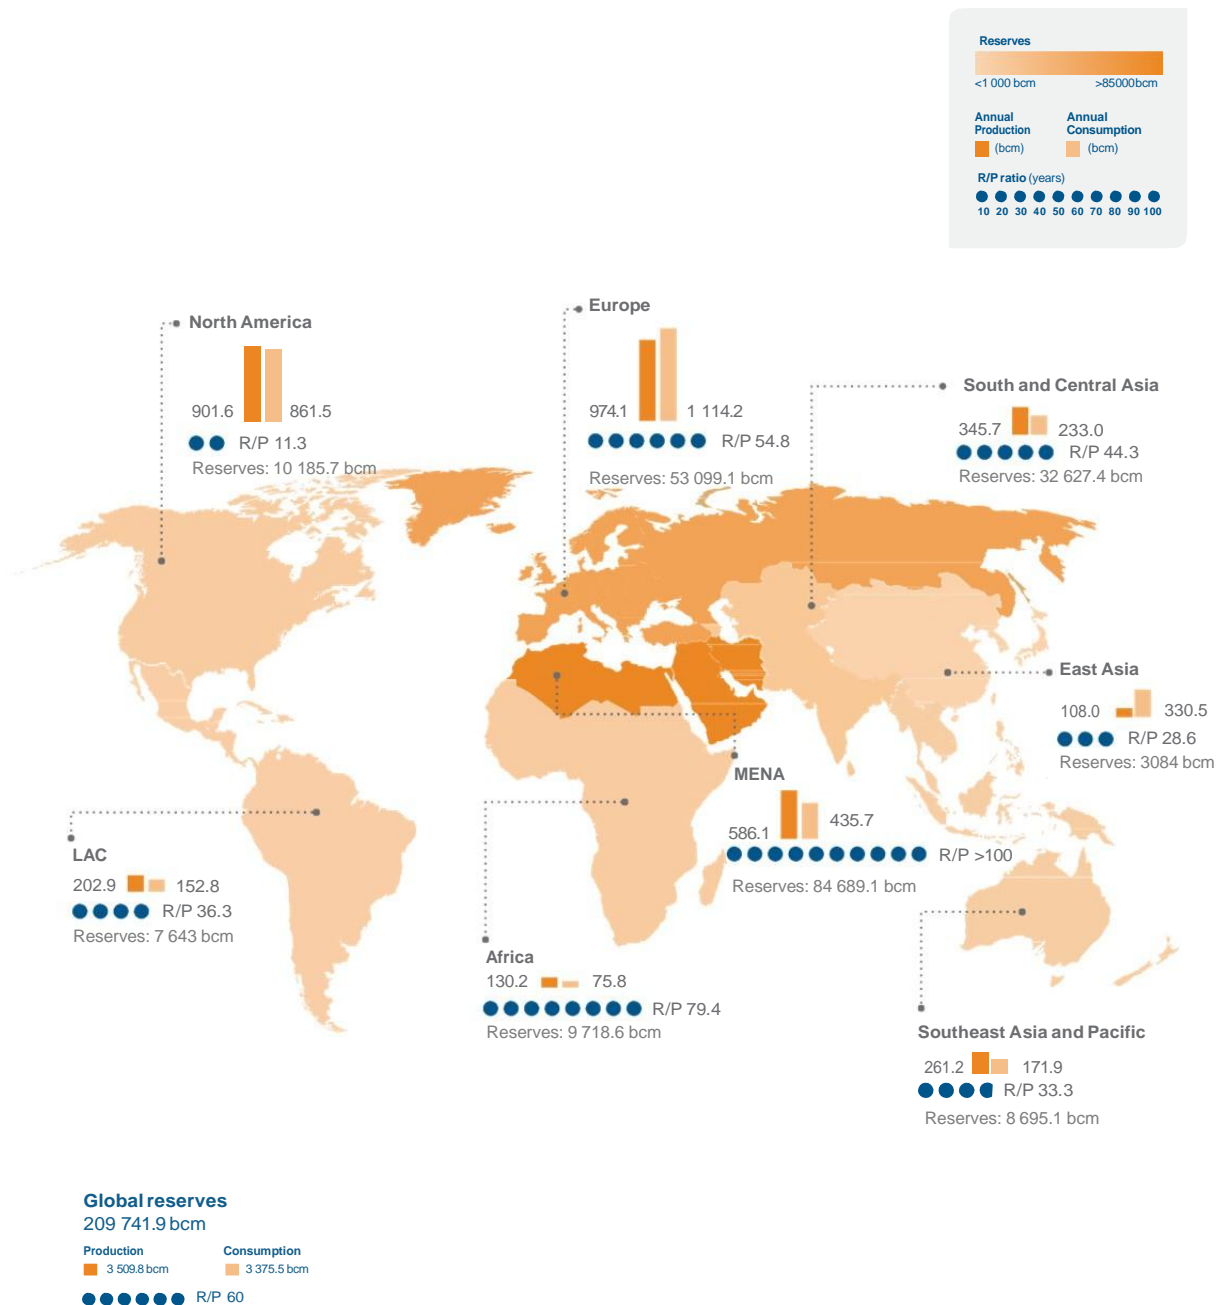 Reserves
<1 000 bcm >85000bcm
Annual Production Annual Consumption
(bcm) (bcm)
R/P ratio (years)
10 20 30 40 50 60 70 80 90 100
North America
901.6 861.5
R/P 11.3
Reserves: 10 185.7 bcm
Europe
974.1 1 114.2
R/P 54.8
Reserves: 53 099.1 bcm
South and Central Asia
345.7 233.0
R/P 44.3
Reserves: 32 627.4 bcm
East Asia
108.0 330.5
R/P 28.6
Reserves: 3084 bcm
MENA
586.1 435.7
R/P >100
Reserves: 84 689.1 bcm
LAC
202.9 152.8
R/P 36.3
Reserves: 7 643 bcm
Africa
130.2 75.8
R/P 79.4
Reserves: 9 718.6 bcm
Southeast Asia and Pacific
261.2 171.9
R/P 33.3
Reserves: 8 695.1 bcm
Global reserves
209 741.9 bcm
Production Consumption
3 509.8 bcm 3 375.5 bcm
R/P 60